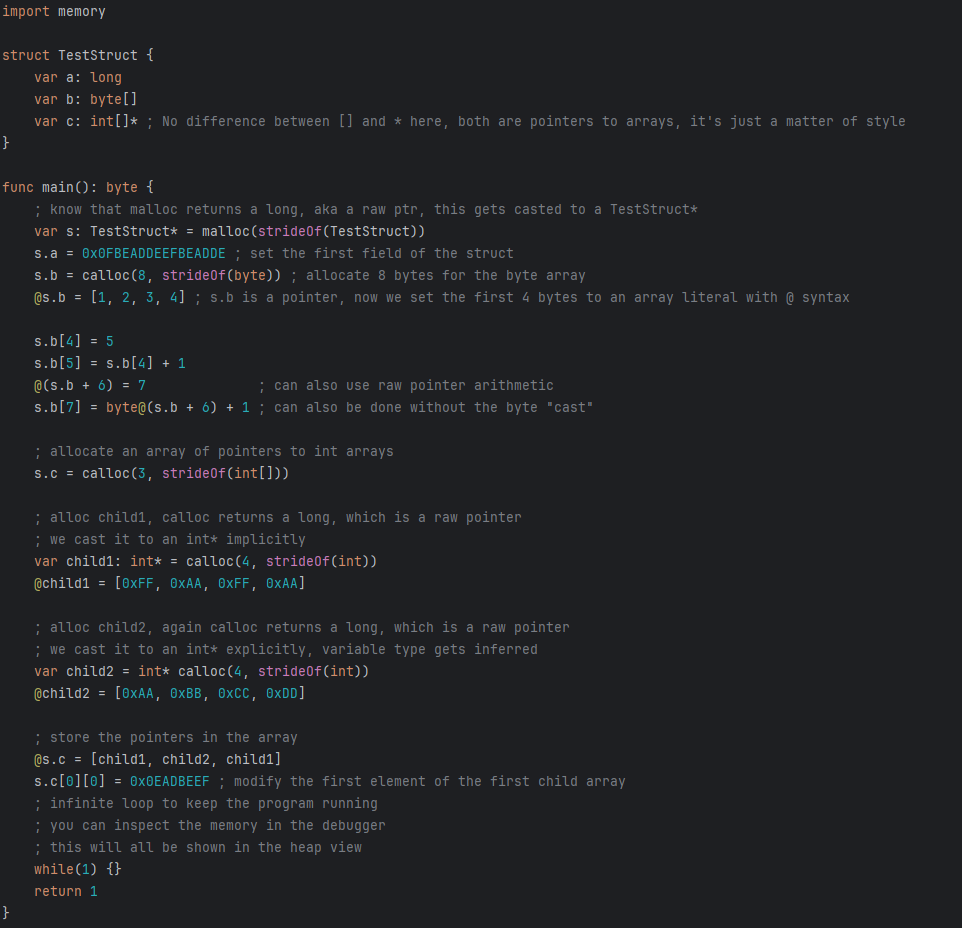 import memory
struct TestStruct {
var a: long
var b: byte[]
var c: int[]* ; No difference between [] and * here, both are pointers to arrays, it's just a matter of style
}
func main(): byte {
; know that malloc returns a long, aka a raw ptr, this gets casted to a TestStruct*
var s: TestStruct* = malloc(strideOf(TestStruct))
s.a = 0x0FBEADDEEFBEADDE ; set the first field of the struct
s.b = calloc(8, strideOf(byte)) ; allocate 8 bytes for the byte array
@s.b = [1, 2, 3, 4] ; s.b is a pointer, now we set the first 4 bytes to an array literal with @ syntax
s.b[4] = 5
s.b[5] = s.b[4] + 1
@(s.b + 6) = 7 ; can also use raw pointer arithmetic
s.b[7] = byte@(s.b + 6) + 1 ; can also be done without the byte "cast"
; allocate an array of pointers to int arrays
s.c = calloc(3, strideOf(int[]))
; alloc child1, calloc returns a long, which is a raw pointer
; we cast it to an int* implicitly
var child1: int* = calloc(4, strideOf(int))
@child1 = [0xFF, 0xAA, 0xFF, 0xAA]
; alloc child2, again calloc returns a long, which is a raw pointer
; we cast it to an int* explicitly, variable type gets inferred
var child2 = int* calloc(4, strideOf(int))
@child2 = [0xAA, 0xBB, 0xCC, 0xDD]
; store the pointers in the array
@s.c = [child1, child2, child1]
s.c[0][0] = 0x0EADBEEF ; modify the first element of the first child array
; infinite loop to keep the program running
; you can inspect the memory in the debugger
; this will all be shown in the heap view
while(1) {}
return 1
}